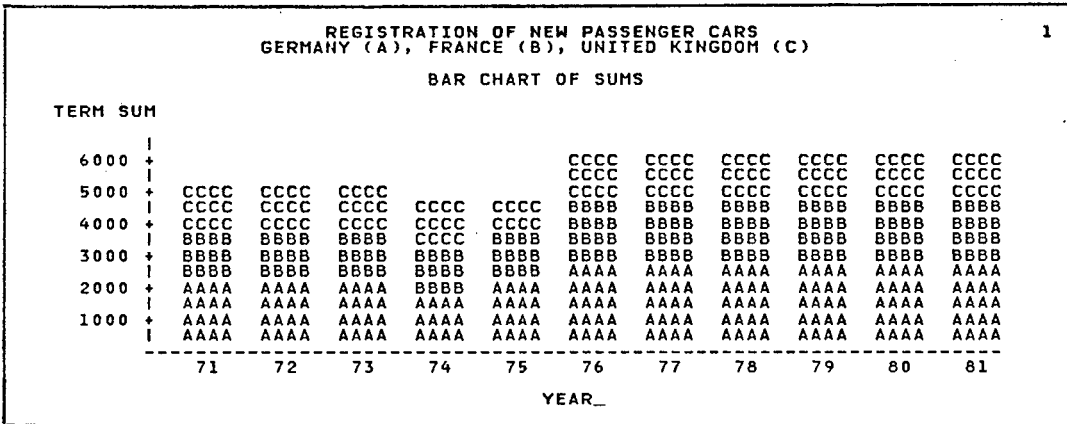 REGISTRATION OF NEW PASSENGER CARS 1
GERMANY (A), FRANCE (B), UNITED KINGDOM (C)
BAR CHART OF SUMS
TERM SUM
|
6000 + CCCC CCCC CCCC CCCC CCCC CCCC
| CCCC CCCC CCCC CCCC CCCC CCCC
5000 + CCCC CCCC CCCC CCCC CCCC CCCC CCCC CCCC CCCC
| CCCC CCCC CCCC CCCC CCCC BBBB BBBB BBBB BBBB BBBB BBBB
4000 + CCCC CCCC CCCC CCCC CCCC BBBB BBBB BBBB BBBB BBBB BBBB
| BBBB BBBB BBBB CCCC BBBB BBBB BBBB BBBB BBBB BBBB BBBB
3000 + BBBB BBBB BBBB BBBB BBBB BBBB BBBB BBBB BBBB BBBB BBBB
| BBBB BBBB BBBB BBBB BBBB AAAA AAAA AAAA AAAA AAAA AAAA
2000 + AAAA AAAA AAAA BBBB AAAA AAAA AAAA AAAA AAAA AAAA AAAA
| AAAA AAAA AAAA AAAA AAAA AAAA AAAA AAAA AAAA AAAA AAAA
1000 + AAAA AAAA AAAA AAAA AAAA AAAA AAAA AAAA AAAA AAAA AAAA
| AAAA AAAA AAAA AAAA AAAA AAAA AAAA AAAA AAAA AAAA AAAA
71 72 73 74 75 76 77 78 79 80 81
YEAR_